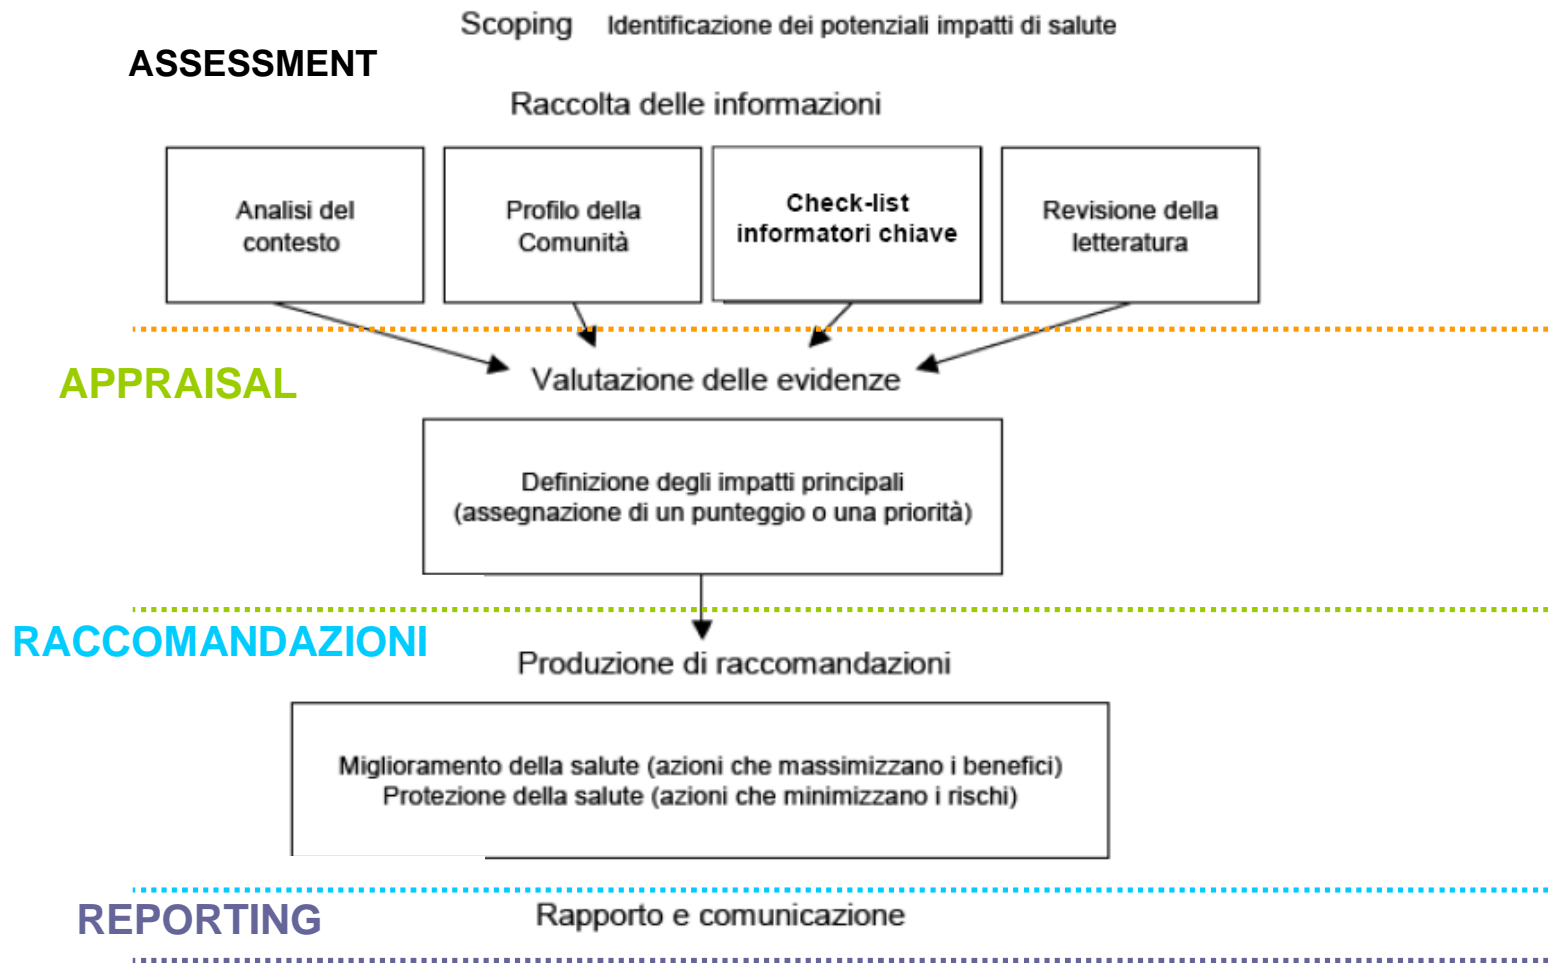 Scoping Identificazione dei potenziali impatti di salute
ASSESSMENT
Raccolta delle informazioni
Analisi del
contesto
Profilo della
Comunità
Check-list
informatori chiave
Revisione della
letteratura
APPRAISAL
Valutazione delle evidenze
Definizione degli impatti principali
(assegnazione di un punteggio o una priorità)
RACCOMANDAZIONI
Produzione di raccomandazioni
Miglioramento della salute (azioni che massimizzano i benefici)
Protezione della salute (azioni che minimizzano i rischi)
REPORTING
Rapporto e comunicazione